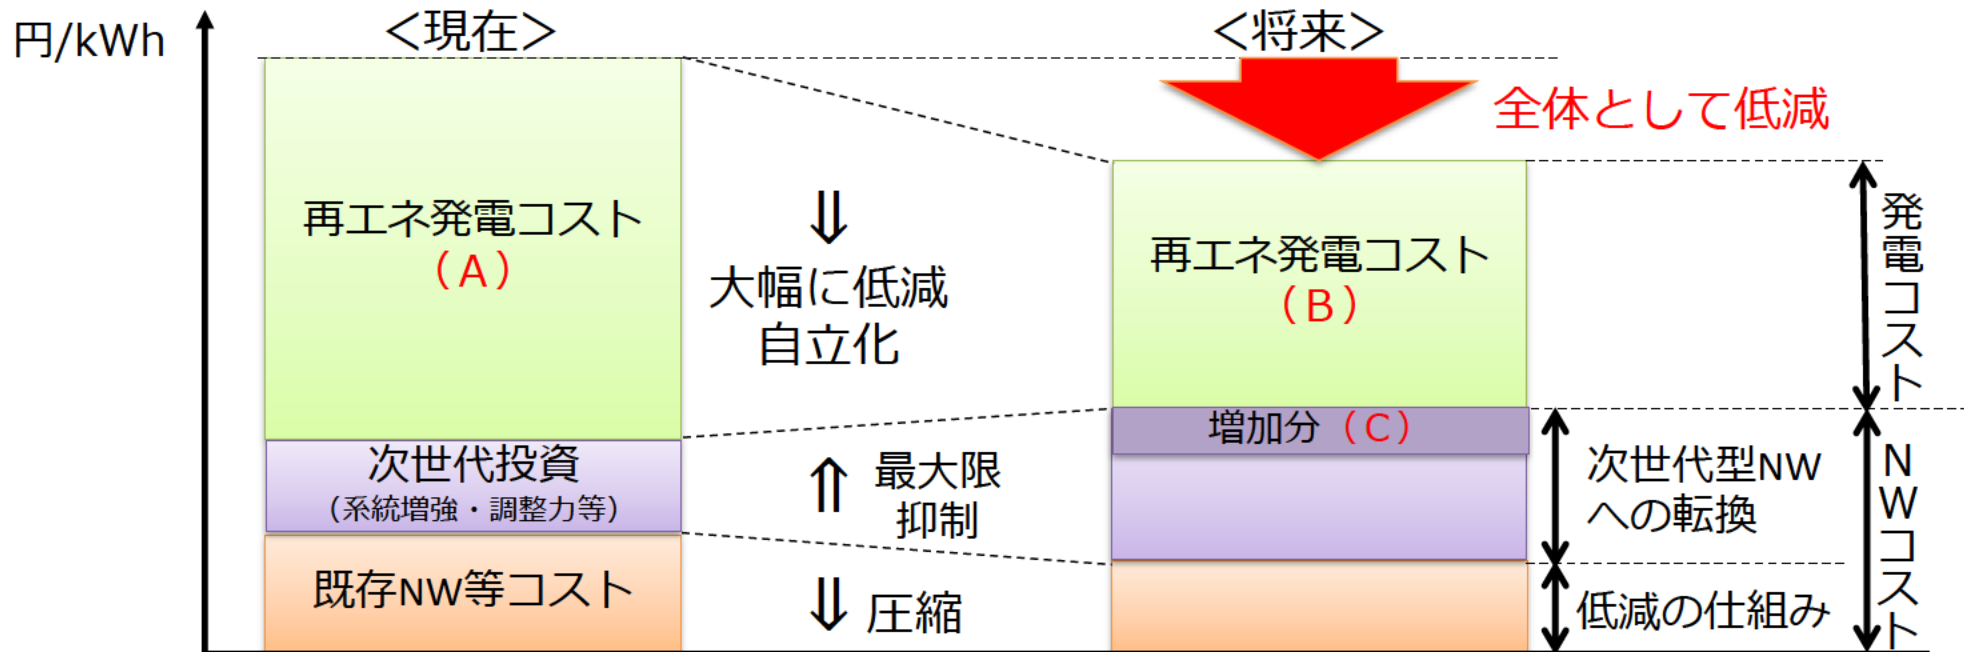 円/kWh
＜現在＞
＜将来＞
全体として低減
再エネ発電コスト
（A）
⇓
大幅に低減
自立化
再エネ発電コスト
（B）
発電コスト
増加分（C）
次世代投資
（系統増強・調整力等）
⇑
最大限
抑制
次世代型NW
への転換
NWコスト
既存NW等コスト
⇓ 圧縮
低減の仕組み